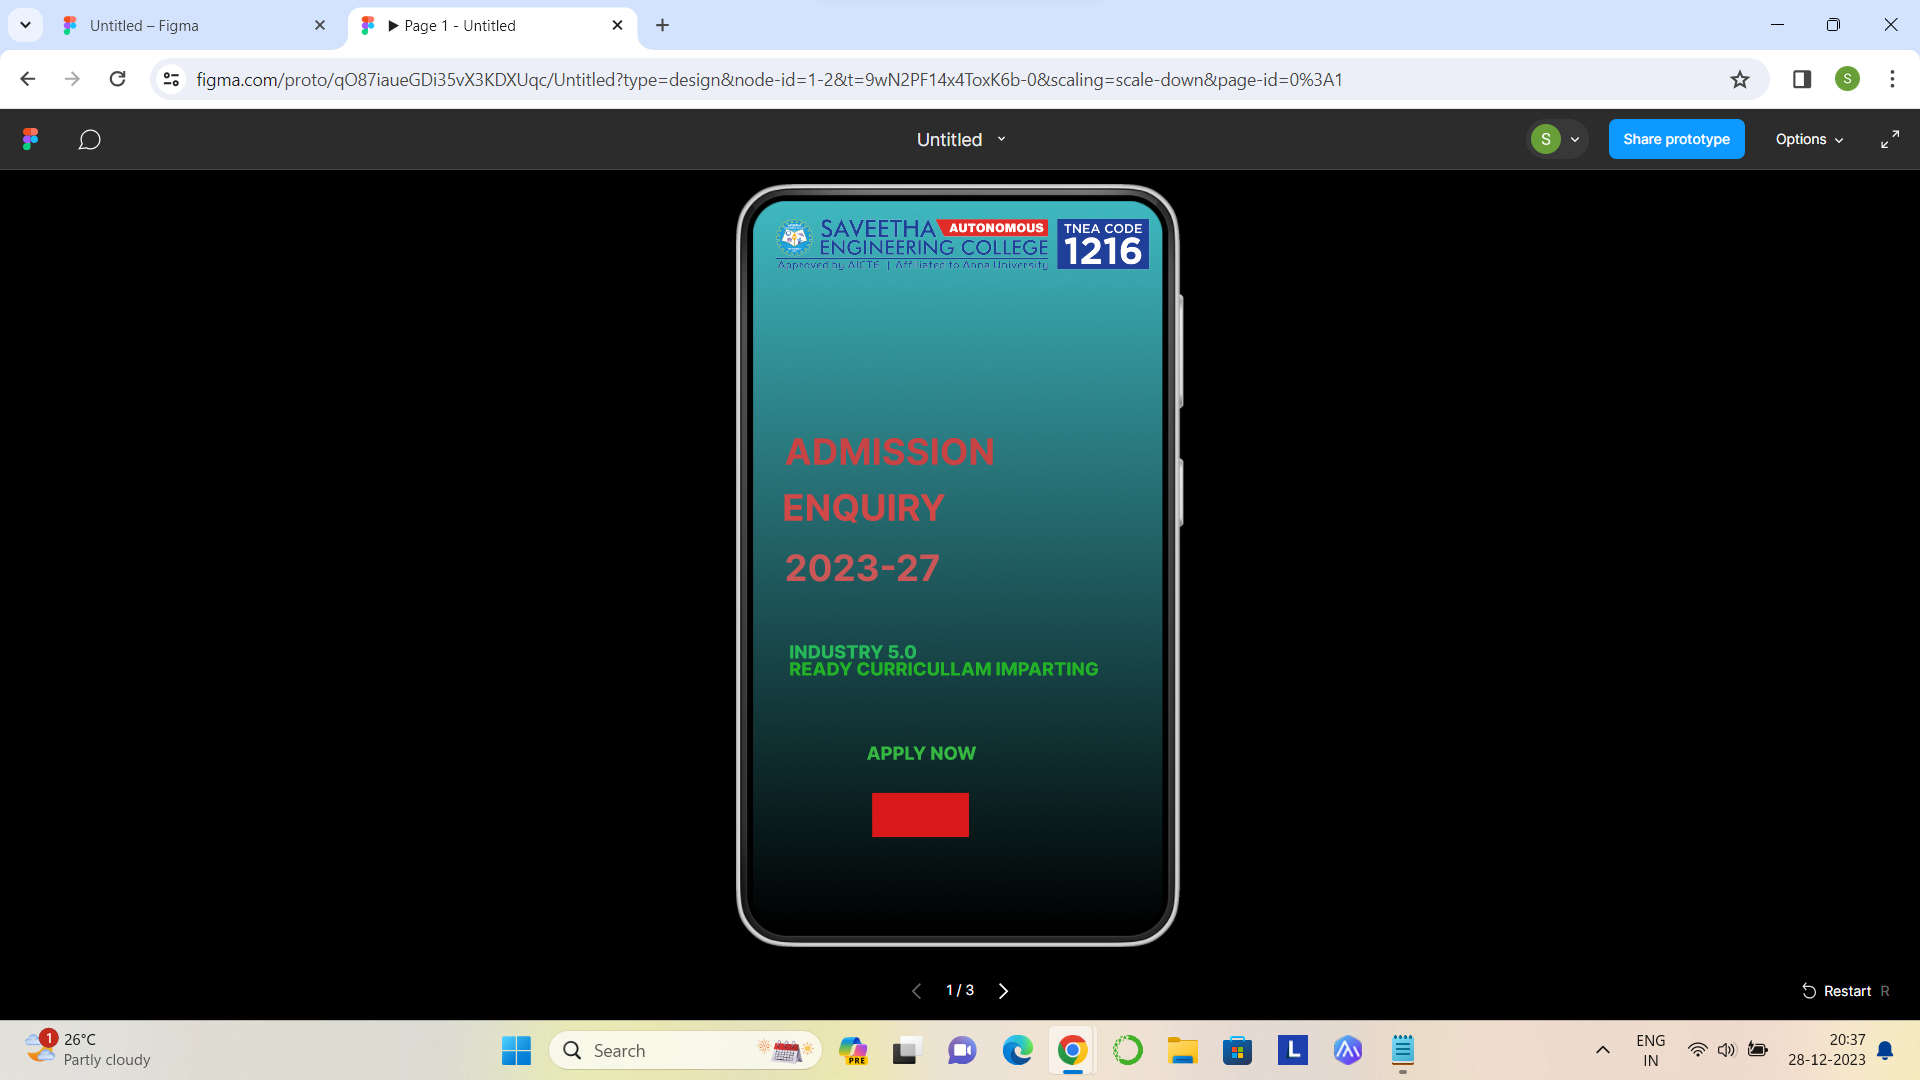 Untitled – Figma
▶ Page 1 - Untitled
figma.com/proto/qO87iaueGDi35vX3KDXUqc/Untitled?type=design&node-id=1-2&t=9wN2PF14x4ToxK6b-0&scaling=scale-down&page-id=0%3A1
S
Untitled
S
Share prototype
Options
SAVEETHA AUTONOMOUS
ENGINEERING COLLEGE
Approved by AICTE | Affiliated to Anna University
TNEA CODE
1216
ADMISSION
ENQUIRY
2023-27
INDUSTRY 5.0
READY CURRICULLAM IMPARTING
APPLY NOW
1 / 3
Restart R
1
26°C
Partly cloudy
Search
PRE
L
ENG
IN
20:37
28-12-2023